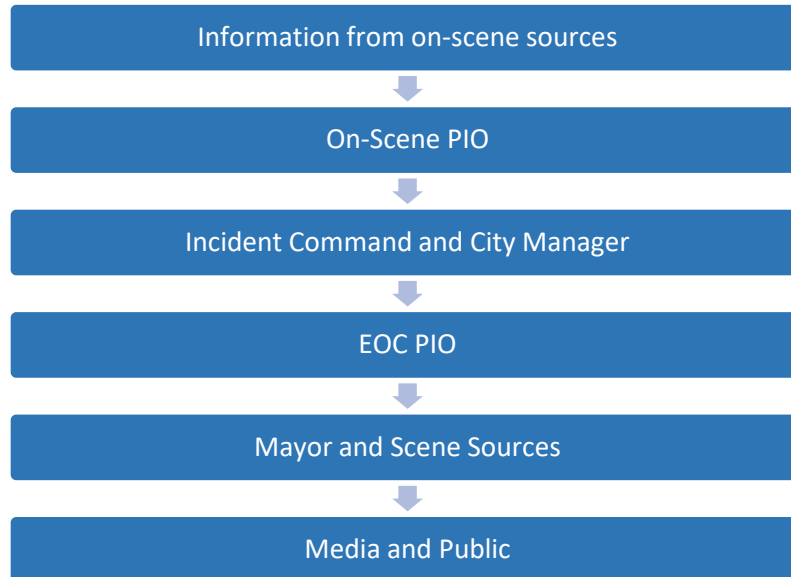 Information from on-scene sources
On-Scene PIO
Incident Command and City Manager
EOC PIO
Mayor and Scene Sources
Media and Public